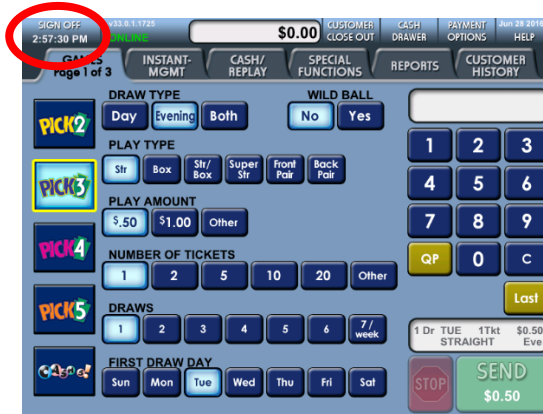 SIGN OFF v33.0.1.1725 $0.00 CUSTOMER CLOSE OUT CASH DRAWER PAYMENT OPTIONS Jun 28 2016
2:57:30 PM ONLINE HELP
GAMES Page 1 of 3 INSTANT-MGMT CASH/REPLAY SPECIAL FUNCTIONS REPORTS CUSTOMER HISTORY
DRAW TYPE WILD BALL
PICK2 Day Evening Both No Yes
PLAY TYPE 1 2 3
PICK3 Str Box Str/Box Super Str Front Pair Back Pair
4 5 6
PLAY AMOUNT
$.50 $1.00 Other 7 8 9
PICK4 NUMBER OF TICKETS
1 2 5 10 20 Other QP 0 C
PICK5 DRAWS Last
1 2 3 4 5 6 7/week 1 Dr TUE 1Tkt $0.50
STRAIGHT Eve
Cash5 FIRST DRAW DAY
Sun Mon Tue Wed Thu Fri Sat STOP SEND
$0.50